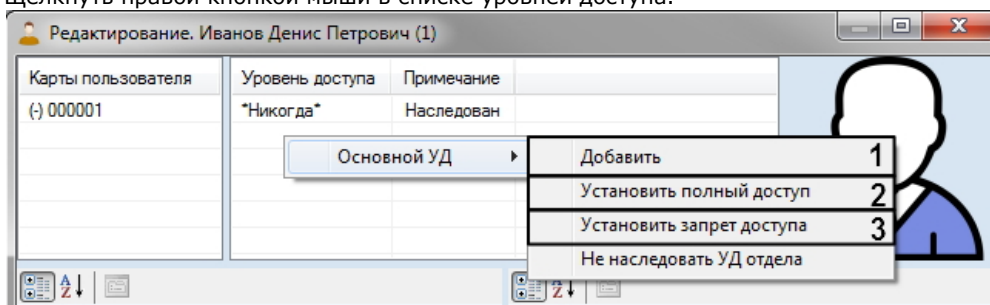 щелкнуть правой кнопкой мыши в списке уровней доступа.
Редактирование. Иванов Денис Петрович (1)
Карты пользователя Уровень доступа Примечание
(-) 000001 *Никогда* Наследован
Основной УД Добавить 1
Установить полный доступ 2
Установить запрет доступа 3
Не наследовать УД отдела